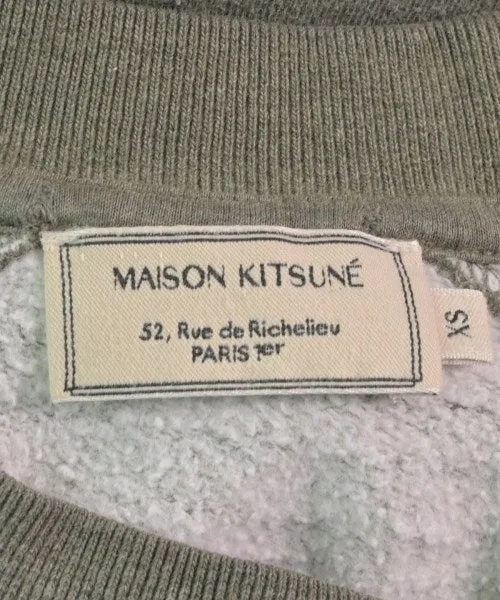 MAISON KITSUNÉ
52, Rue de Richelieu
PARIS 1er
XS